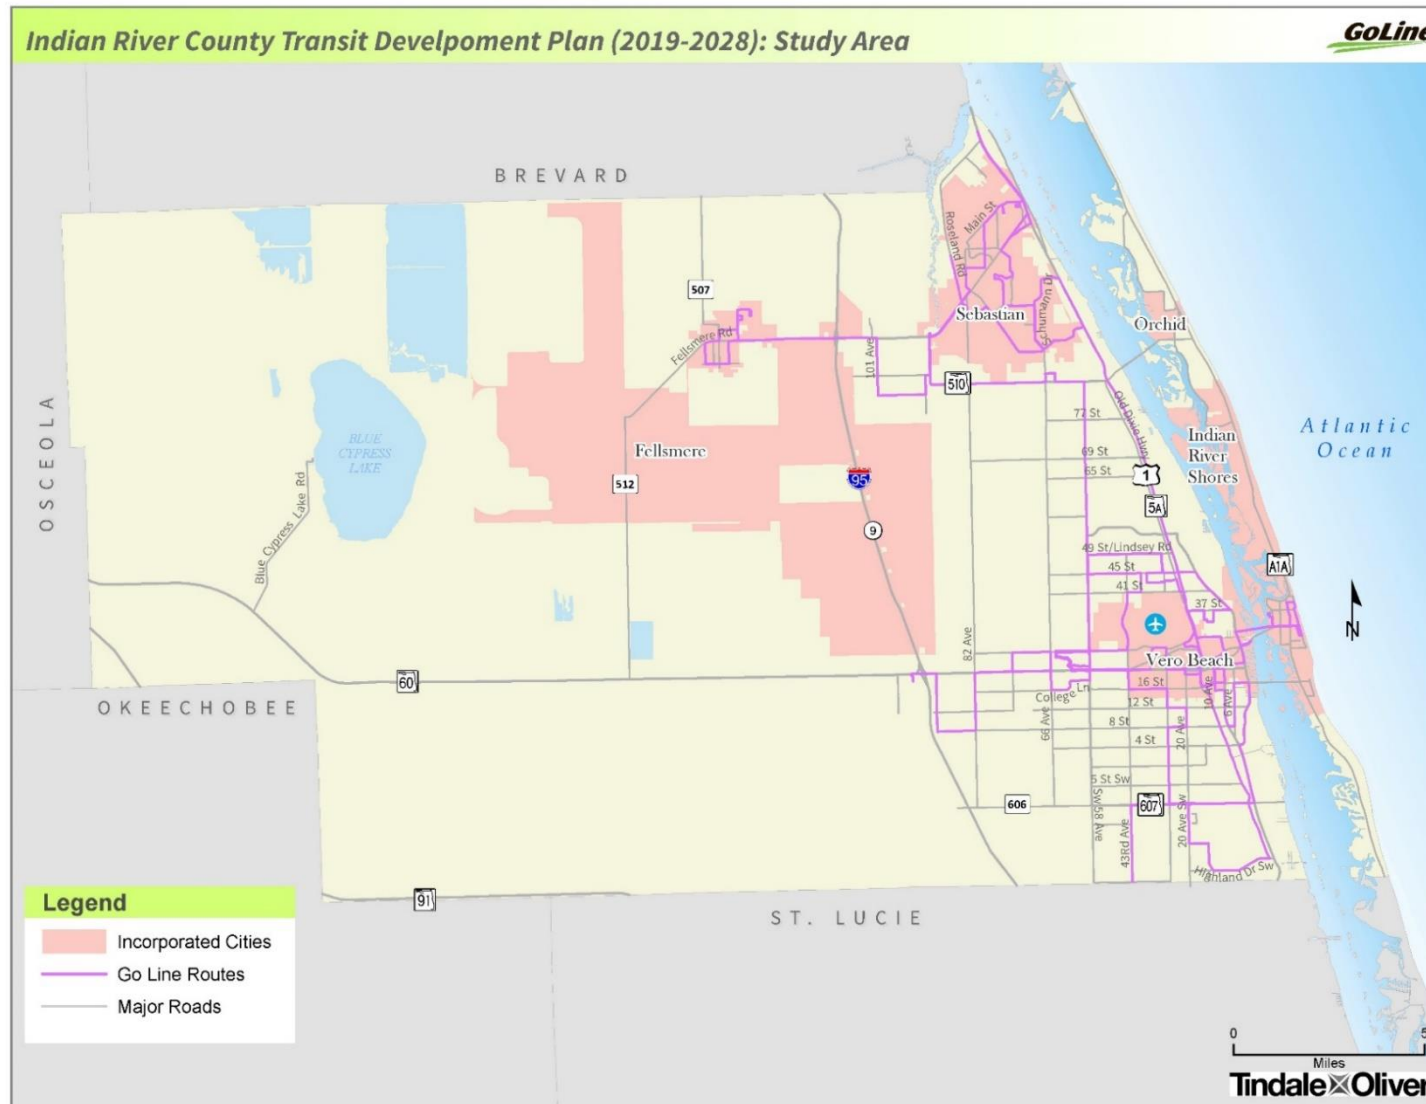 Indian River County Transit Develpoment Plan (2019-2028): Study Area
GoLine
BREVARD
OSCEOLA
OKEECHOBEE
ST. LUCIE
Atlantic
Ocean
BLUE
CYPRESS
LAKE
Blue Cypress Lake Rd
Fellsmere
Fellsmere Rd
507
512
101 Ave
95
9
510
Sebastian
Roseland Rd
Main St
Schumann Dr
Orchid
Indian
River
Shores
Old Dixie Hwy
77 St
69 St
65 St
1
5A
A1A
49 St/Lindsey Rd
45 St
41 St
37 St
Vero Beach
82 Ave
60
College Ln
66 Ave
16 St
12 St
8 St
4 St
10 Ave
6 Ave
20 Ave
5 St Sw
606
607
Sw 58 Ave
43Rd Ave
20 Ave Sw
Highland Dr Sw
91
N
Legend
Incorporated Cities
Go Line Routes
Major Roads
0 5
Miles
Tindale Oliver